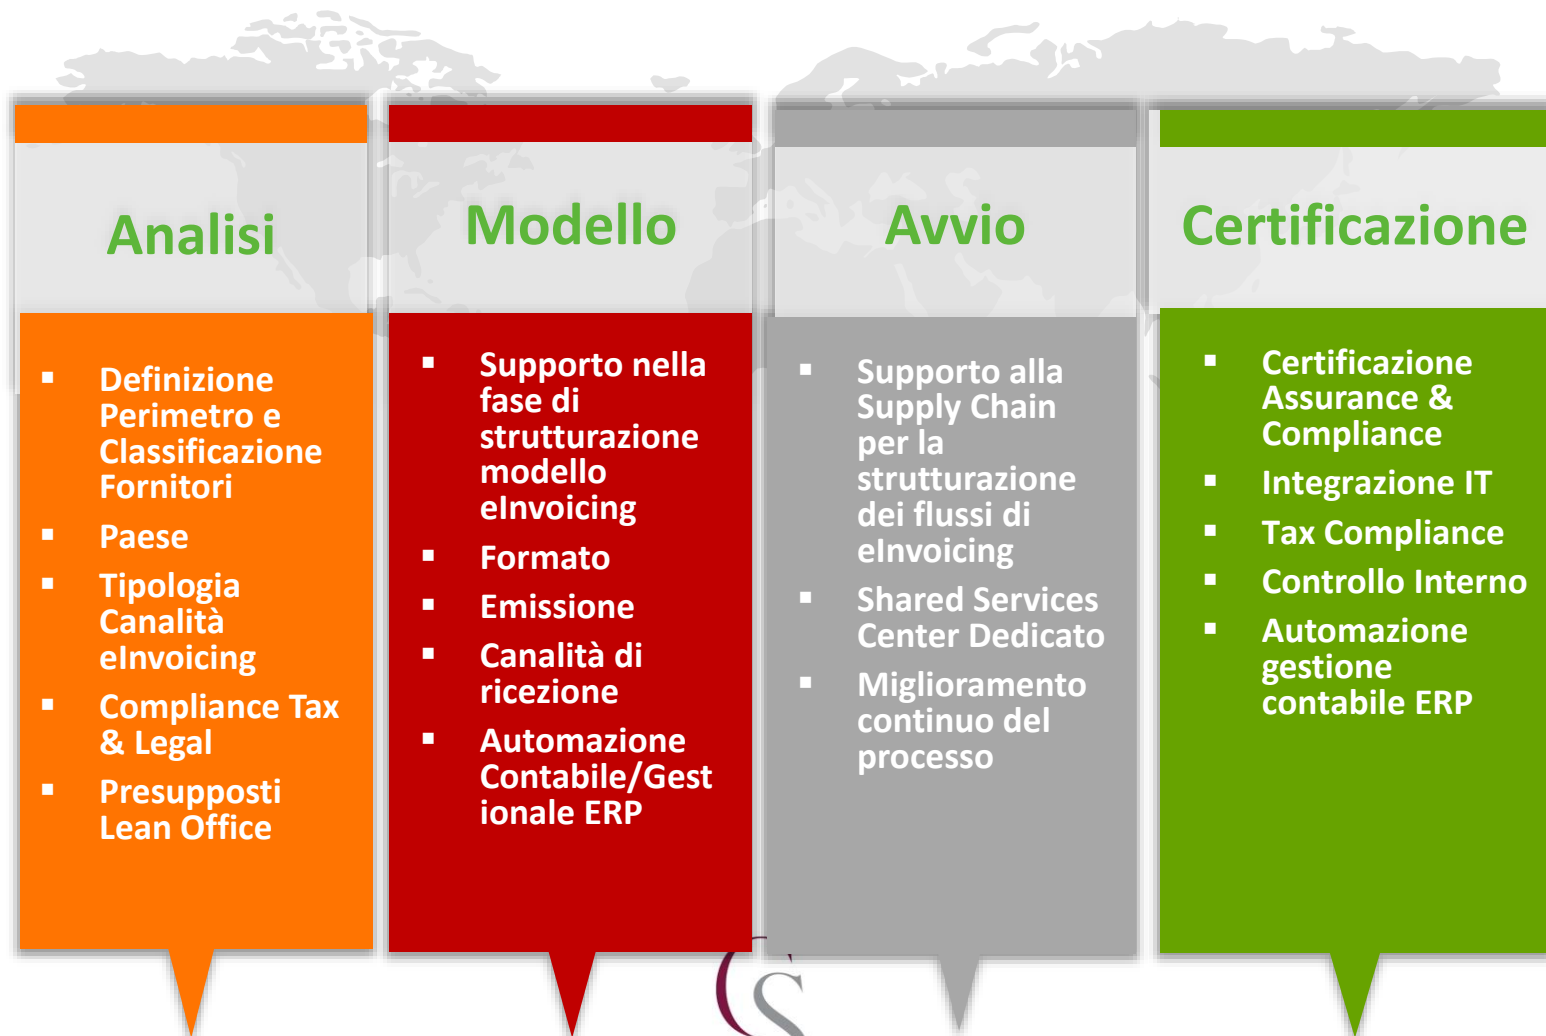 Analisi
Definizione
Perimetro e
Classificazione
Fornitori
Paese
Tipologia
Canalità
eInvoicing
Compliance Tax
& Legal
Presupposti
Lean Office
Modello
Supporto nella
fase di
strutturazione
modello
eInvoicing
Formato
Emissione
Canalità di
ricezione
Automazione
Contabile/Gest
ionale ERP
Avvio
Supporto alla
Supply Chain
per la
strutturazione
dei flussi di
eInvoicing
Shared Services
Center Dedicato
Miglioramento
continuo del
processo
Certificazione
Certificazione
Assurance &
Compliance
Integrazione IT
Tax Compliance
Controllo Interno
Automazione
gestione
contabile ERP
CS